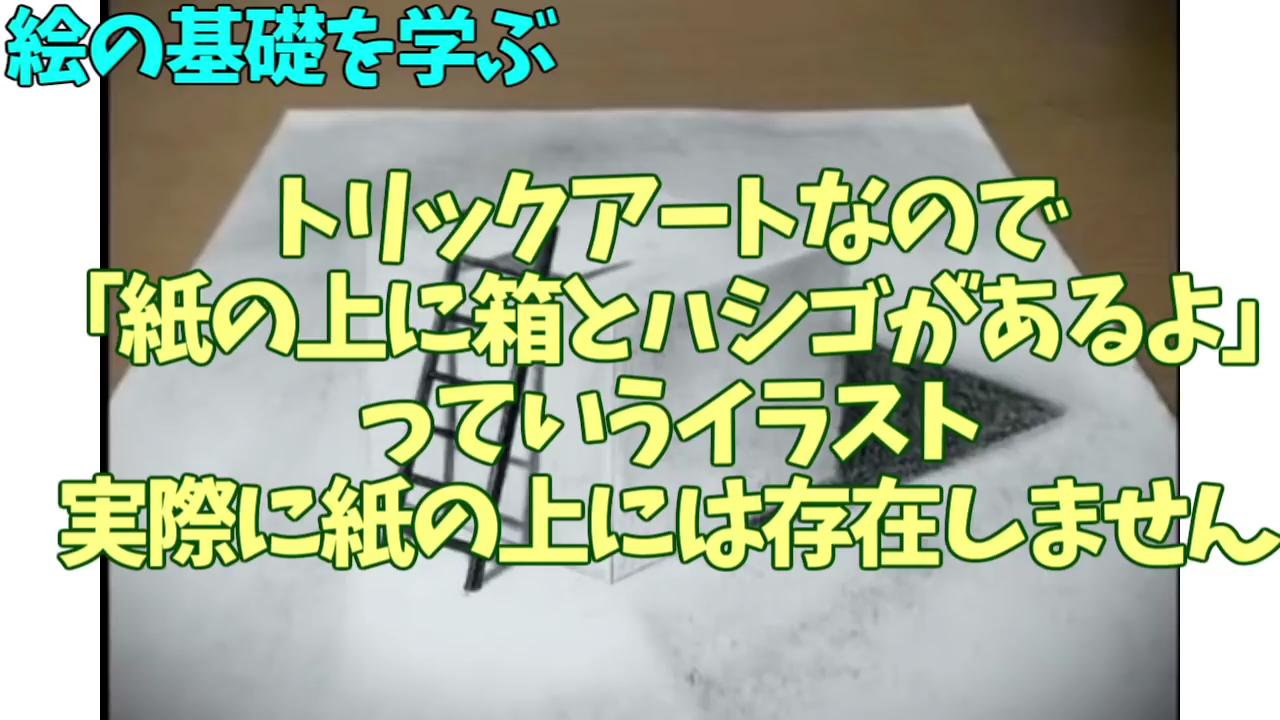 絵の基礎を学ぶ
トリックアートなので
「紙の上に箱とハシゴがあるよ」
っていうイラスト
実際に紙の上には存在しません